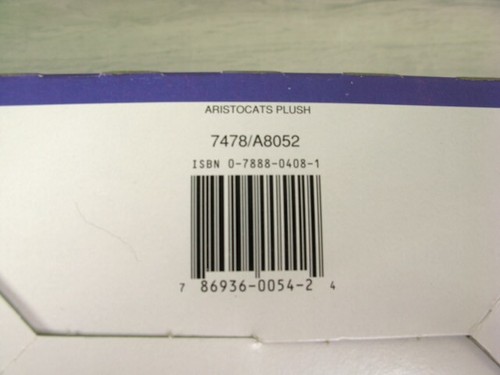 ARISTOCATS PLUSH
7478/A8052
ISBN 0-7888-0408-1
7 86936-0054-2 4